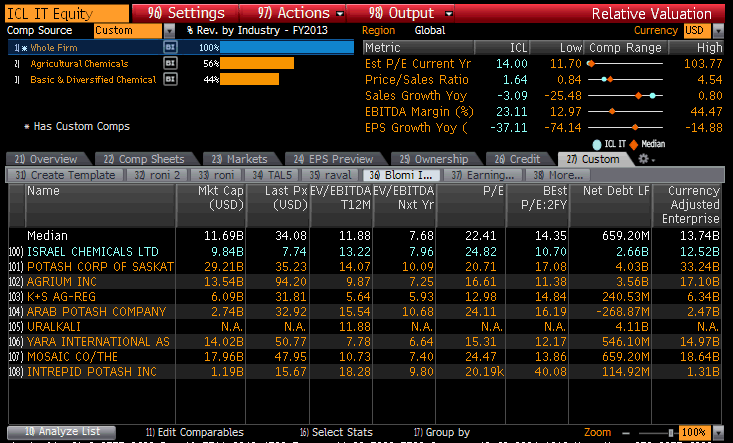 ICL IT Equity 96) Settings 97) Actions 98) Output Relative Valuation
Comp Source Custom % Rev. by Industry - FY2013 Region Global Currency USD
1) * Whole Firm BI 100% Metric ICL Low Comp Range High
2) Agricultural Chemicals BI 56% Est P/E Current Yr 14.00 11.70 103.77
3) Basic & Diversified Chemical BI 44% Price/Sales Ratio 1.64 0.84 4.54
Sales Growth Yoy -3.09 -25.48 0.80
EBITDA Margin (%) 23.11 12.97 44.47
* Has Custom Comps EPS Growth Yoy ( -37.11 -74.14 -14.88
ICL IT Median
21) Overview 22) Comp Sheets 23) Markets 24) EPS Preview 25) Ownership 26) Credit 27) Custom
31) Create Template 32) roni 2 33) roni 34) TAL5 35) raval 36) Blomi I... 37) Earning... 38) More...
Name Mkt Cap (USD) Last Px (USD) EV/EBITDA T12M EV/EBITDA Nxt Yr P/E BEst P/E:2FY Net Debt LF Currency Adjusted Enterprise
Median 11.69B 34.08 11.88 7.68 22.41 14.35 659.20M 13.74B
100) ISRAEL CHEMICALS LTD 9.84B 7.74 13.22 7.96 24.82 10.70 2.66B 12.52B
101) POTASH CORP OF SASKAT 29.21B 35.23 14.07 10.09 20.71 17.08 4.03B 33.24B
102) AGRIUM INC 13.54B 94.20 9.87 7.25 16.61 11.38 3.56B 17.10B
103) K+S AG-REG 6.09B 31.81 5.64 5.93 12.98 14.84 240.53M 6.34B
104) ARAB POTASH COMPANY 2.74B 32.92 15.54 10.68 24.11 16.19 -268.87M 2.47B
105) URALKALI N.A. N.A. 11.88 N.A. N.A. N.A. 4.11B N.A.
106) YARA INTERNATIONAL AS 14.02B 50.77 7.78 6.64 15.31 12.17 546.10M 14.97B
107) MOSAIC CO/THE 17.96B 47.95 10.73 7.40 24.47 13.86 659.20M 18.64B
108) INTREPID POTASH INC 1.19B 15.67 18.28 9.80 20.19k 40.08 114.92M 1.31B
10) Analyze List 11) Edit Comparables 16) Select Stats 17) Group by Zoom 100%